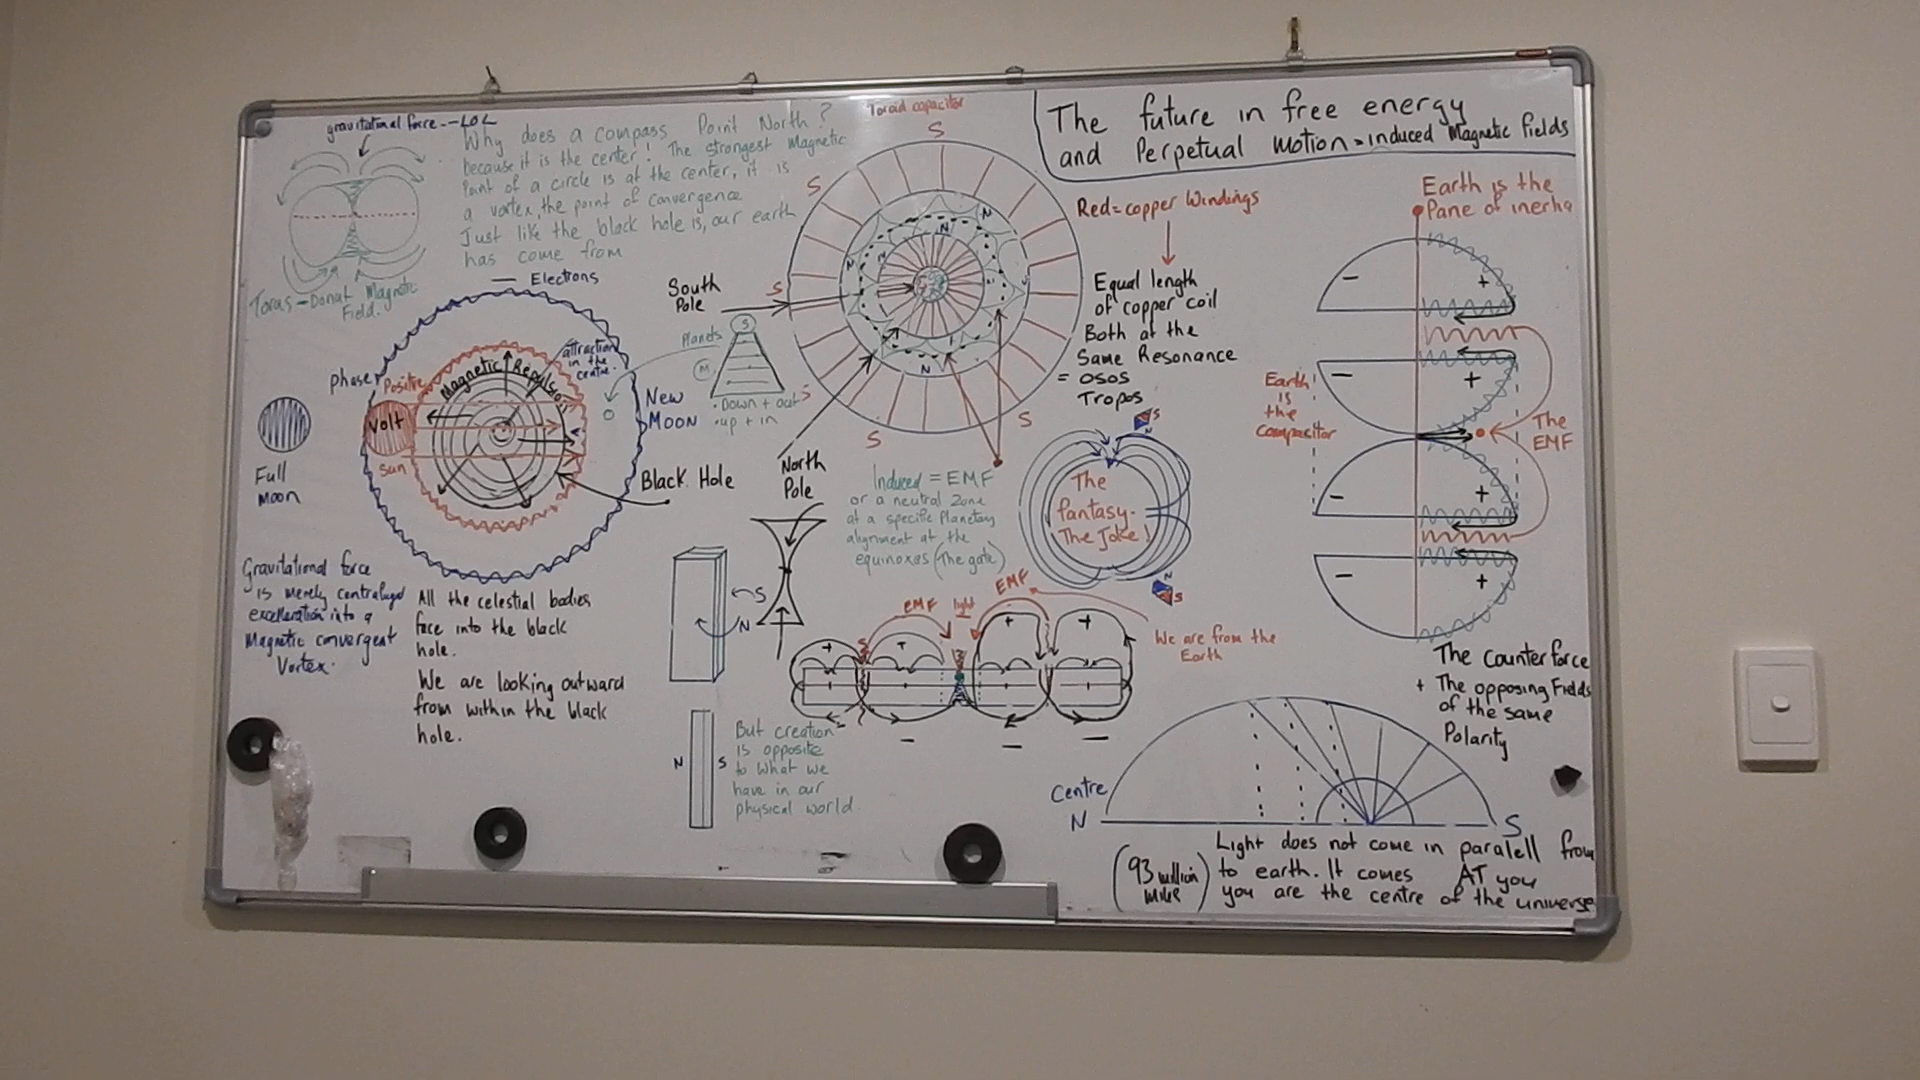 gravitational force -- LOL
Why does a compass Point North?
because it is the center! The strongest Magnetic
Point of a circle is at the center, it is
a vortex, the point of convergence
Just like the black hole is, our earth
has come from
Torus - Donut Magnetic
Field.
Toroid capacitor
S
S
S
S
S
S
N
N
N
N
N
The future in free energy
and Perpetual Motion = induced Magnetic fields
Red = copper Windings
Equal length
of copper coil
Both at the
Same Resonance
= OSOS
Tropos
South
Pole
North
Pole
Electrons
phase
Positive
Volt
Sun
Magnetic Repulsion
attraction
in the
centre.
New
Moon
Full
moon
Black Hole
Plands
S
M
. Down + out
. up + in
Gravitational force
is merely centralized
exceleration into a
Magnetic convergent
Vortex.
All the celestial bodies
face into the black
hole.
We are looking outward
from within the black
hole.
S
N
N
S
But creation
is opposite
to what we
have in our
physical world.
Induced = EMF
or a neutral Zone
at a specific Planetary
alignment at the
equinoxes (The gate)
The
fantasy.
The Joke!
S
N
N
S
EMF
light
EMF
+
+
+
+
-
-
-
We are from the
Earth
Earth is the
Pane of inertia
-
+
-
+
-
+
-
+
Earth
is
the
Compacitor
The
EMF
The Counter force
+ The opposing Fields
of the same
Polarity
Centre
N
S
(93 million
miles)
Light does not come in paralell from
to earth. It comes AT you
you are the centre of the universe